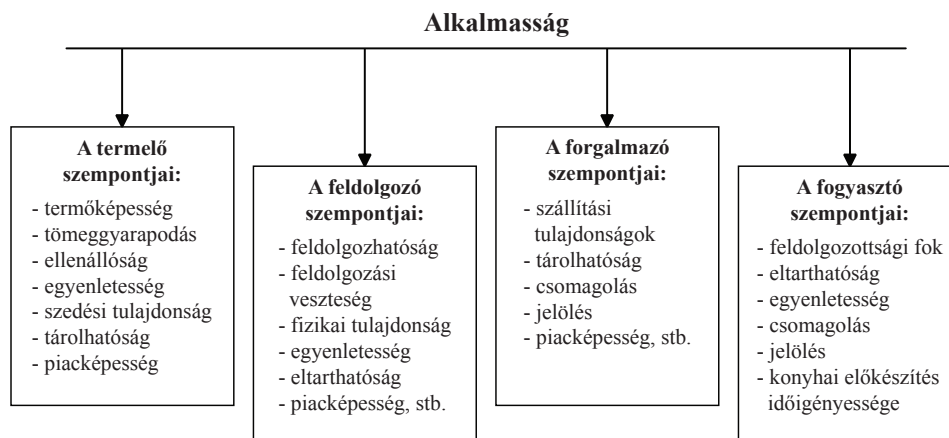 Alkalmasság
A termelő
szempontjai:
- termőképesség
- tömeggyarapodás
- ellenállóság
- egyenletesség
- szedési tulajdonság
- tárolhatóság
- piacképesség
A feldolgozó
szempontjai:
- feldolgozhatóság
- feldolgozási
veszteség
- fizikai tulajdonság
- egyenletesség
- eltarthatóság
- piacképesség, stb.
A forgalmazó
szempontjai:
- szállítási
tulajdonságok
- tárolhatóság
- csomagolás
- jelölés
- piacképesség, stb.
A fogyasztó
szempontjai:
- feldolgozottsági fok
- eltarthatóság
- egyenletesség
- csomagolás
- jelölés
- konyhai előkészítés
időigényessége